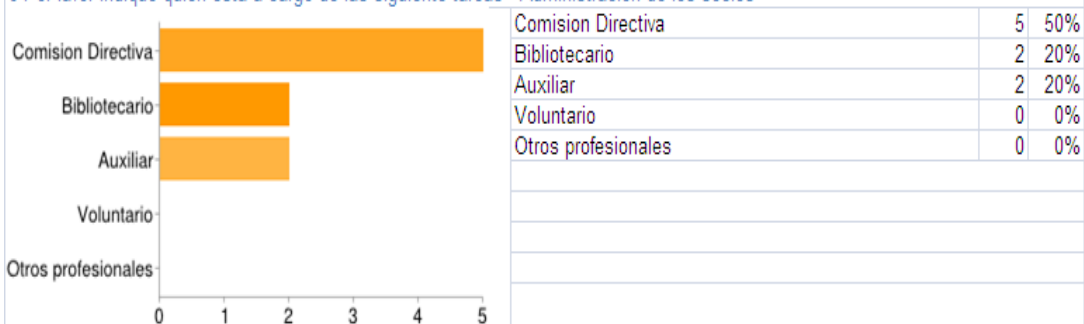 Comision Directiva
Bibliotecario
Auxiliar
Voluntario
Otros profesionales
0 1 2 3 4 5
Comision Directiva 5 50%
Bibliotecario 2 20%
Auxiliar 2 20%
Voluntario 0 0%
Otros profesionales 0 0%